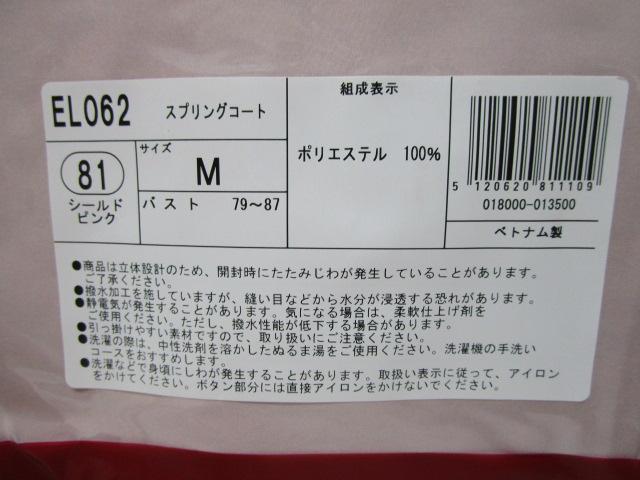 EL062 スプリングコート
81
シールド
ピンク
サイズ
M
バスト 79〜87
組成表示
ポリエステル 100%
5 120620 811109
018000-013500
ベトナム製
●商品は立体設計のため、開封時にたたみじわが発生していることがあります。
ご了承ください。
●撥水加工を施していますが、縫い目などから水分が浸透する恐れがあります。
●静電気が発生することがあります。気になる場合は、柔軟仕上げ剤を
ご使用ください。ただし、撥水性能が低下する場合があります。
●引っ掛けやすい素材ですので、取り扱いにご注意ください。
●洗濯の際は、中性洗剤を溶かしたぬるま湯をご使用ください。洗濯機の手洗い
コースをおすすめします。
●洗濯などで身頃にしわが発生することがあります。取扱い表示に従って、アイロン
をかけてください。ボタン部分には直接アイロンをかけないでください。